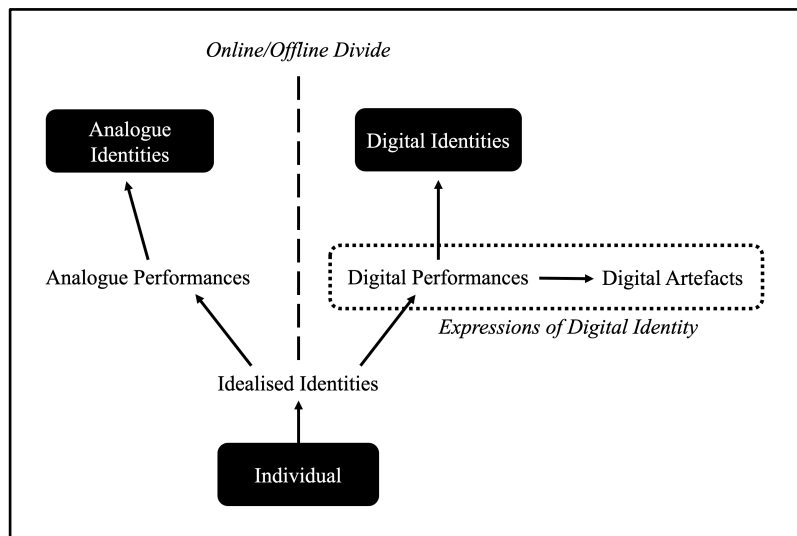 Online/Offline Divide
Analogue
Identities
Digital Identities
Analogue Performances
Digital Performances
Digital Artefacts
Expressions of Digital Identity
Idealised Identities
Individual